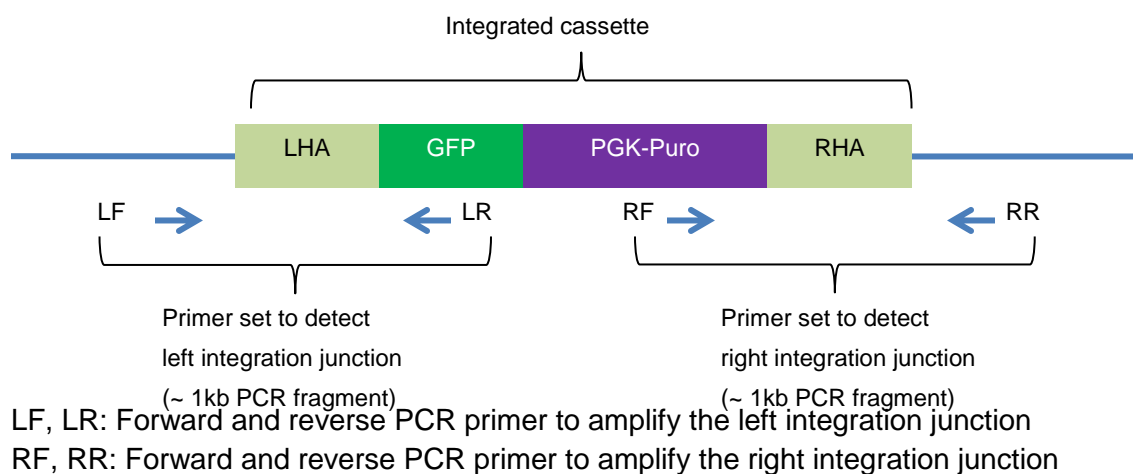 Integrated cassette
LHA GFP PGK-Puro RHA
LF LR RF RR
Primer set to detect
left integration junction
(~ 1kb PCR fragment)
Primer set to detect
right integration junction
(~ 1kb PCR fragment)
LF, LR: Forward and reverse PCR primer to amplify the left integration junction
RF, RR: Forward and reverse PCR primer to amplify the right integration junction